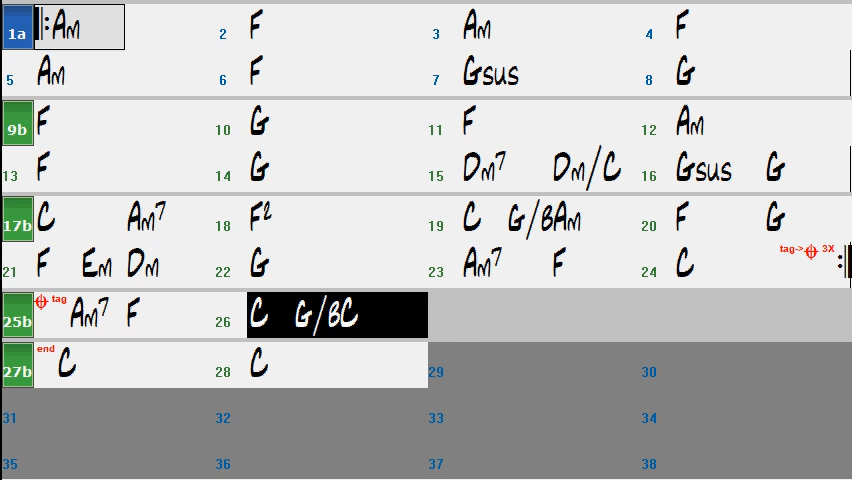 1a Am 2 F 3 Am 4 F
5 Am 6 F 7 Gsus 8 G
9b F 10 G 11 F 12 Am
13 F 14 G 15 Dm7 Dm/C 16 Gsus G
17b C Am7 18 F2 19 C G/BAm 20 F G
21 F Em Dm 22 G 23 Am7 F 24 C tag-> 3X
25b tag Am7 F 26 C G/BC
27b end C 28 C 29 30
31 32 33 34
35 36 37 38